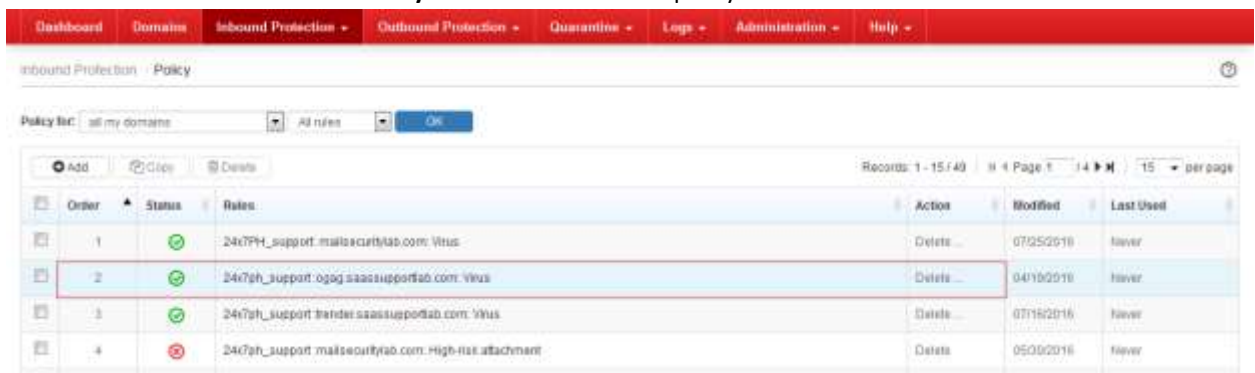 Dashboard Domains Inbound Protection Outbound Protection Quarantine Logs Administration Help
Inbound Protection Policy
Policy for: all my domains All rules OK
Add Copy Delete Records: 1 - 15 / 49 Page 1 / 4 15 per page
Order Status Rules Action Modified Last Used
1 24x7PH_support: mailsecuritylab.com: Virus Delete ... 07/25/2016 Never
2 24x7ph_support: ogag.saassupportlab.com: Virus Delete ... 04/19/2016 Never
3 24x7ph_support: trender.saassupportlab.com: Virus Delete ... 07/16/2016 Never
4 24x7ph_support: mailsecuritylab.com: High-risk attachment Delete 05/30/2016 Never